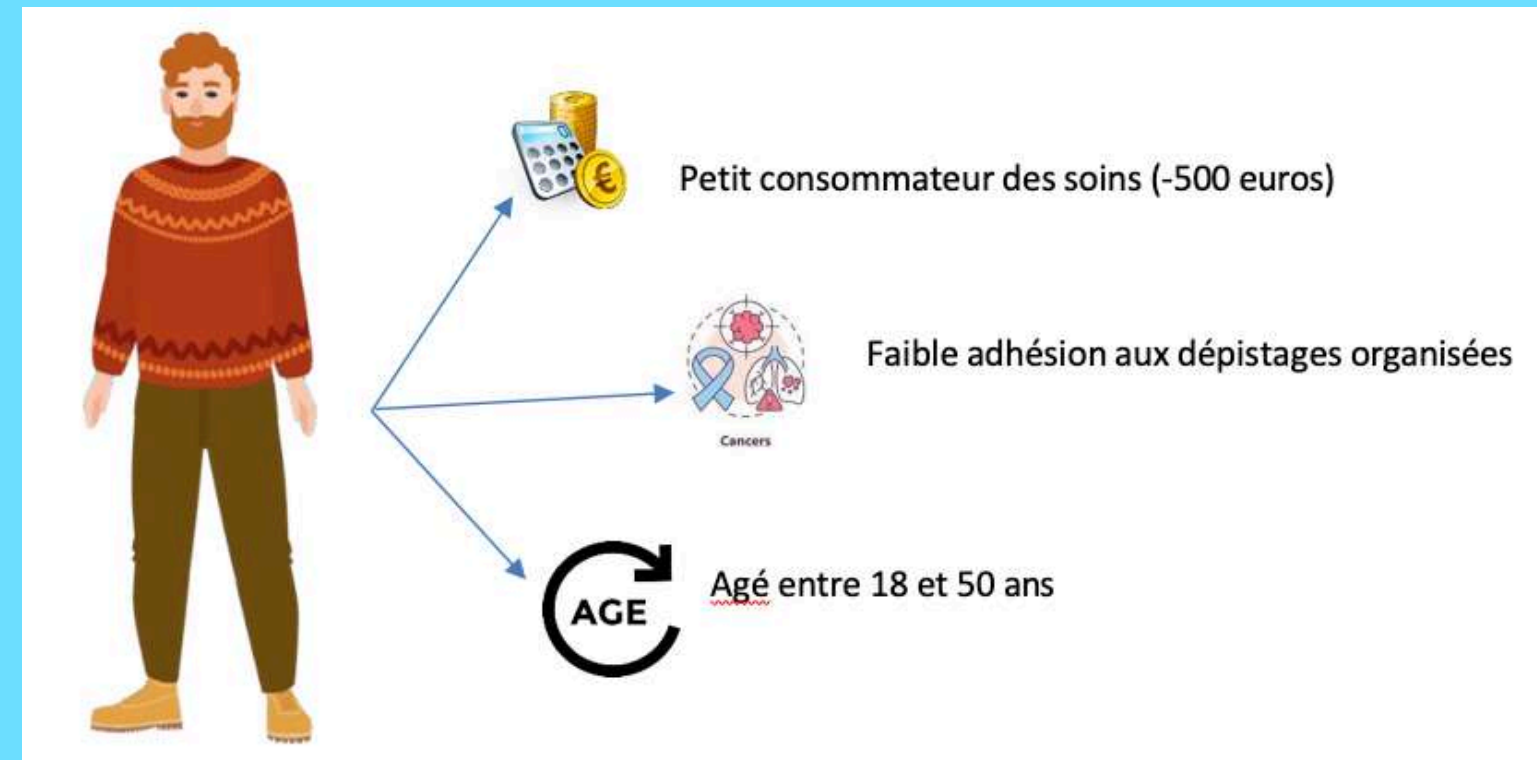 Petit consommateur des soins (-500 euros)
Faible adhésion aux dépistages organisées
Cancers
Agé entre 18 et 50 ans
AGE
€